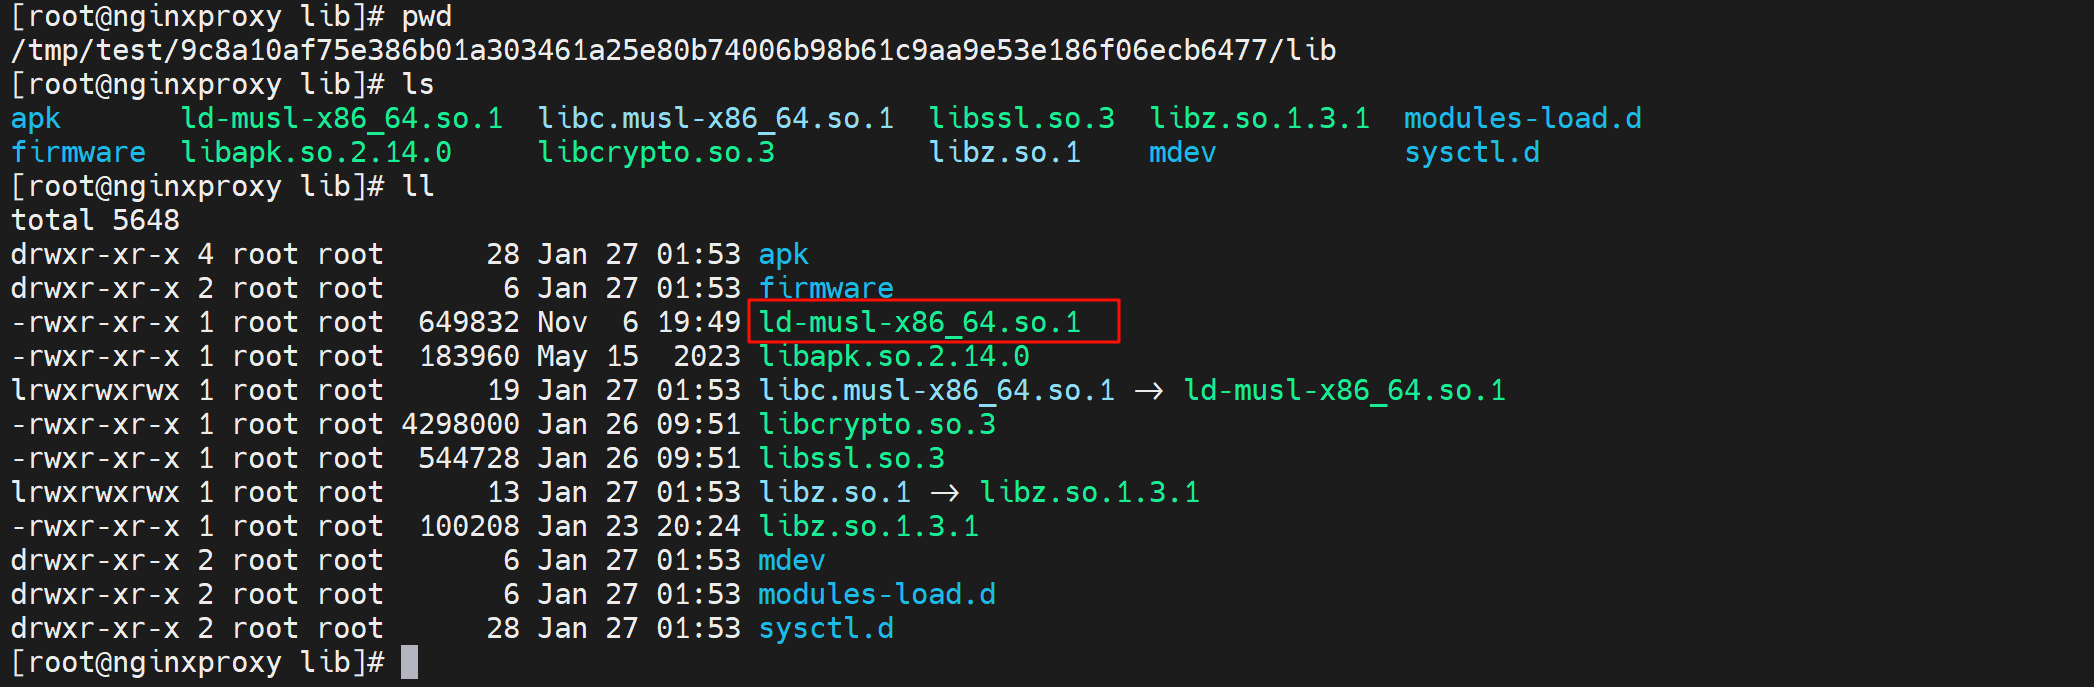 [root@nginxproxy lib]# pwd
/tmp/test/9c8a10af75e386b01a303461a25e80b74006b98b61c9aa9e53e186f06ecb6477/lib
[root@nginxproxy lib]# ls
apk       ld-musl-x86_64.so.1  libc.musl-x86_64.so.1  libssl.so.3  libz.so.1.3.1  modules-load.d
firmware  libapk.so.2.14.0     libcrypto.so.3         libz.so.1    mdev           sysctl.d
[root@nginxproxy lib]# ll
total 5648
drwxr-xr-x 4 root root      28 Jan 27 01:53 apk
drwxr-xr-x 2 root root       6 Jan 27 01:53 firmware
-rwxr-xr-x 1 root root  649832 Nov  6 19:49 ld-musl-x86_64.so.1
-rwxr-xr-x 1 root root  183960 May 15  2023 libapk.so.2.14.0
lrwxrwxrwx 1 root root      19 Jan 27 01:53 libc.musl-x86_64.so.1 -> ld-musl-x86_64.so.1
-rwxr-xr-x 1 root root 4298000 Jan 26 09:51 libcrypto.so.3
-rwxr-xr-x 1 root root  544728 Jan 26 09:51 libssl.so.3
lrwxrwxrwx 1 root root      13 Jan 27 01:53 libz.so.1 -> libz.so.1.3.1
-rwxr-xr-x 1 root root  100208 Jan 23 20:24 libz.so.1.3.1
drwxr-xr-x 2 root root       6 Jan 27 01:53 mdev
drwxr-xr-x 2 root root       6 Jan 27 01:53 modules-load.d
drwxr-xr-x 2 root root      28 Jan 27 01:53 sysctl.d
[root@nginxproxy lib]#